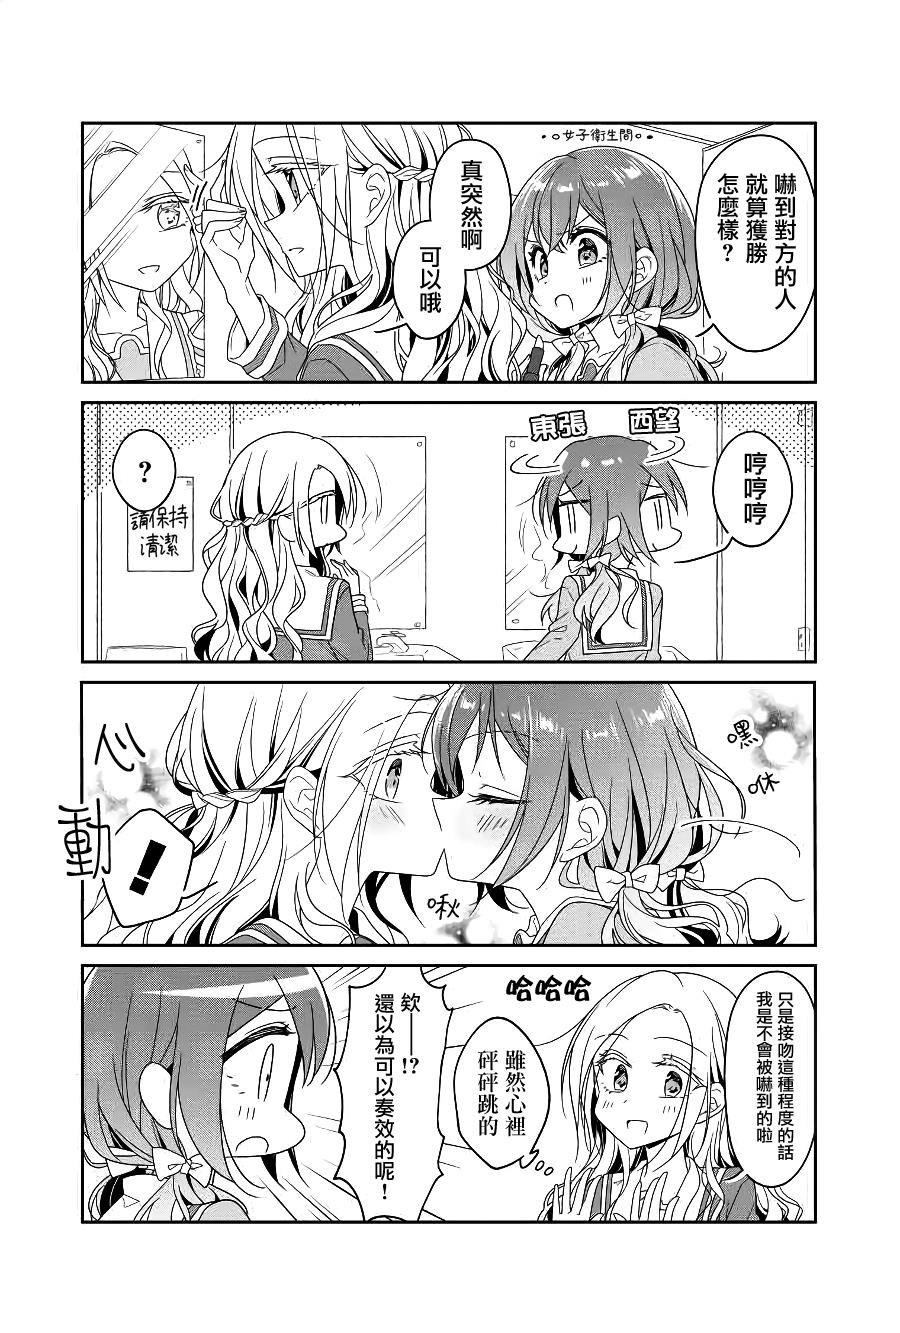 女子衛生間
嚇到對方的人
就算獲勝
怎麼樣？
真突然啊
可以哦
哼哼哼
西望
東張
？
請保持
清潔
嘿
咻
啾
心
動
！
只是接吻這種程度的話
我是不會被嚇到的啦
哈哈哈
雖然心裡
砰砰跳的
欸——!?
還以為可以奏效的呢！